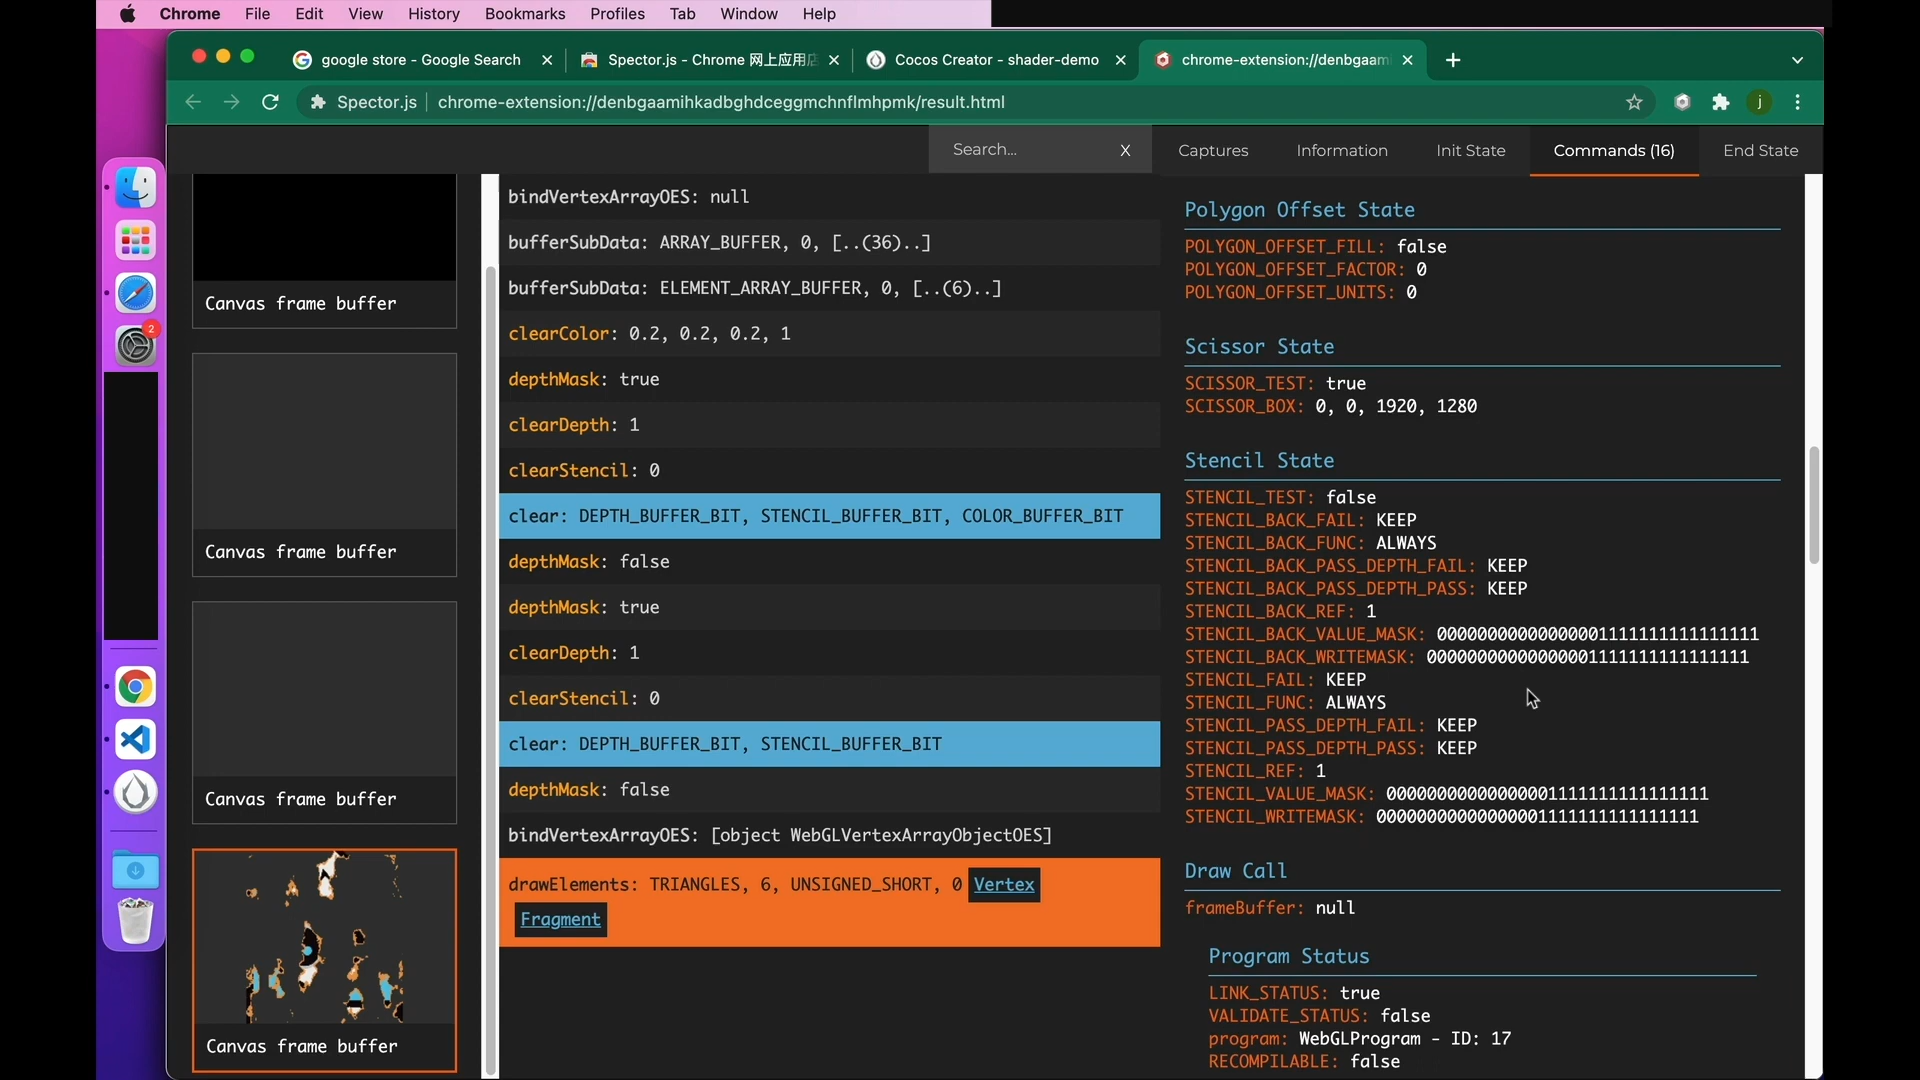 Chrome File Edit View History Bookmarks Profiles Tab Window Help
google store - Google Search
Spector.js - Chrome 网上应用店
Cocos Creator - shader-demo
chrome-extension://denbgaami
Spector.js
chrome-extension://denbgaamihkadbghdceggmchnflmhpmk/result.html
j
Search...
X
Captures
Information
Init State
Commands (16)
End State
2
Canvas frame buffer
Canvas frame buffer
Canvas frame buffer
Canvas frame buffer
bindVertexArrayOES: null
bufferSubData: ARRAY_BUFFER, 0, [..(36)..]
bufferSubData: ELEMENT_ARRAY_BUFFER, 0, [..(6)..]
clearColor: 0.2, 0.2, 0.2, 1
depthMask: true
clearDepth: 1
clearStencil: 0
clear: DEPTH_BUFFER_BIT, STENCIL_BUFFER_BIT, COLOR_BUFFER_BIT
depthMask: false
depthMask: true
clearDepth: 1
clearStencil: 0
clear: DEPTH_BUFFER_BIT, STENCIL_BUFFER_BIT
depthMask: false
bindVertexArrayOES: [object WebGLVertexArrayObjectOES]
drawElements: TRIANGLES, 6, UNSIGNED_SHORT, 0 Vertex
Fragment
Polygon Offset State
POLYGON_OFFSET_FILL: false
POLYGON_OFFSET_FACTOR: 0
POLYGON_OFFSET_UNITS: 0
Scissor State
SCISSOR_TEST: true
SCISSOR_BOX: 0, 0, 1920, 1280
Stencil State
STENCIL_TEST: false
STENCIL_BACK_FAIL: KEEP
STENCIL_BACK_FUNC: ALWAYS
STENCIL_BACK_PASS_DEPTH_FAIL: KEEP
STENCIL_BACK_PASS_DEPTH_PASS: KEEP
STENCIL_BACK_REF: 1
STENCIL_BACK_VALUE_MASK: 00000000000000001111111111111111
STENCIL_BACK_WRITEMASK: 00000000000000001111111111111111
STENCIL_FAIL: KEEP
STENCIL_FUNC: ALWAYS
STENCIL_PASS_DEPTH_FAIL: KEEP
STENCIL_PASS_DEPTH_PASS: KEEP
STENCIL_REF: 1
STENCIL_VALUE_MASK: 00000000000000001111111111111111
STENCIL_WRITEMASK: 00000000000000001111111111111111
Draw Call
frameBuffer: null
Program Status
LINK_STATUS: true
VALIDATE_STATUS: false
program: WebGLProgram - ID: 17
RECOMPILABLE: false